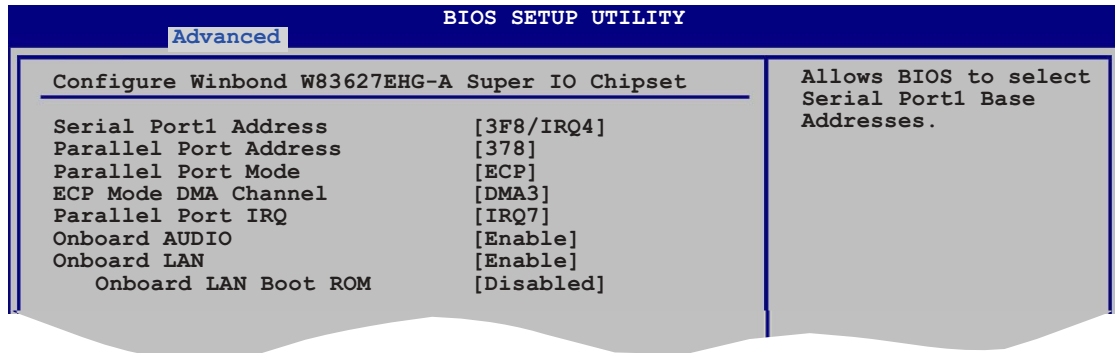 BIOS SETUP UTILITY
Advanced
Configure Winbond W83627EHG-A Super IO Chipset
Serial Port1 Address [3F8/IRQ4]
Parallel Port Address [378]
Parallel Port Mode [ECP]
ECP Mode DMA Channel [DMA3]
Parallel Port IRQ [IRQ7]
Onboard AUDIO [Enable]
Onboard LAN [Enable]
Onboard LAN Boot ROM [Disabled]
Allows BIOS to select
Serial Port1 Base
Addresses.